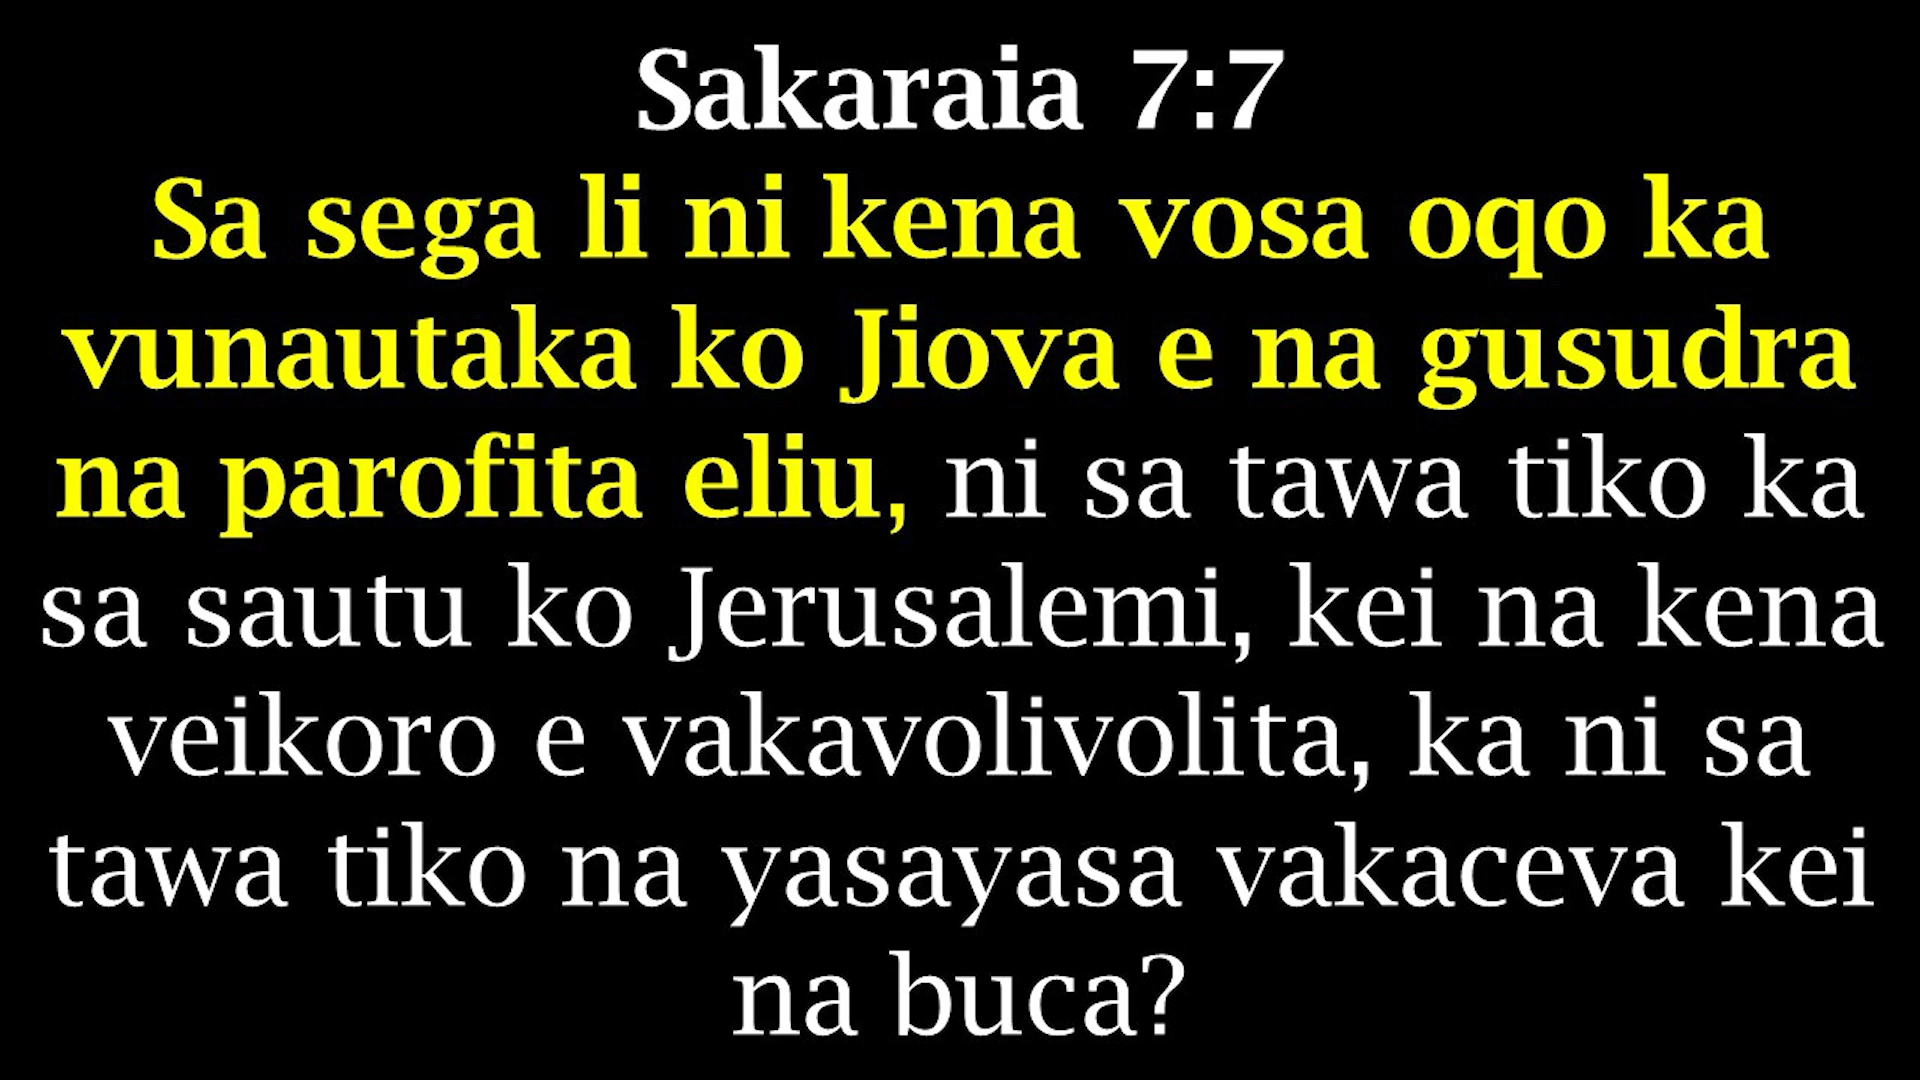 Sakaraia 7:7
Sa sega li ni kena vosa oqo ka
vunautaka ko Jiova e na gusudra
na parofita eliu, ni sa tawa tiko ka
sa sautu ko Jerusalemi, kei na kena
veikoro e vakavolivolita, ka ni sa
tawa tiko na yasayasa vakaceva kei
na buca?